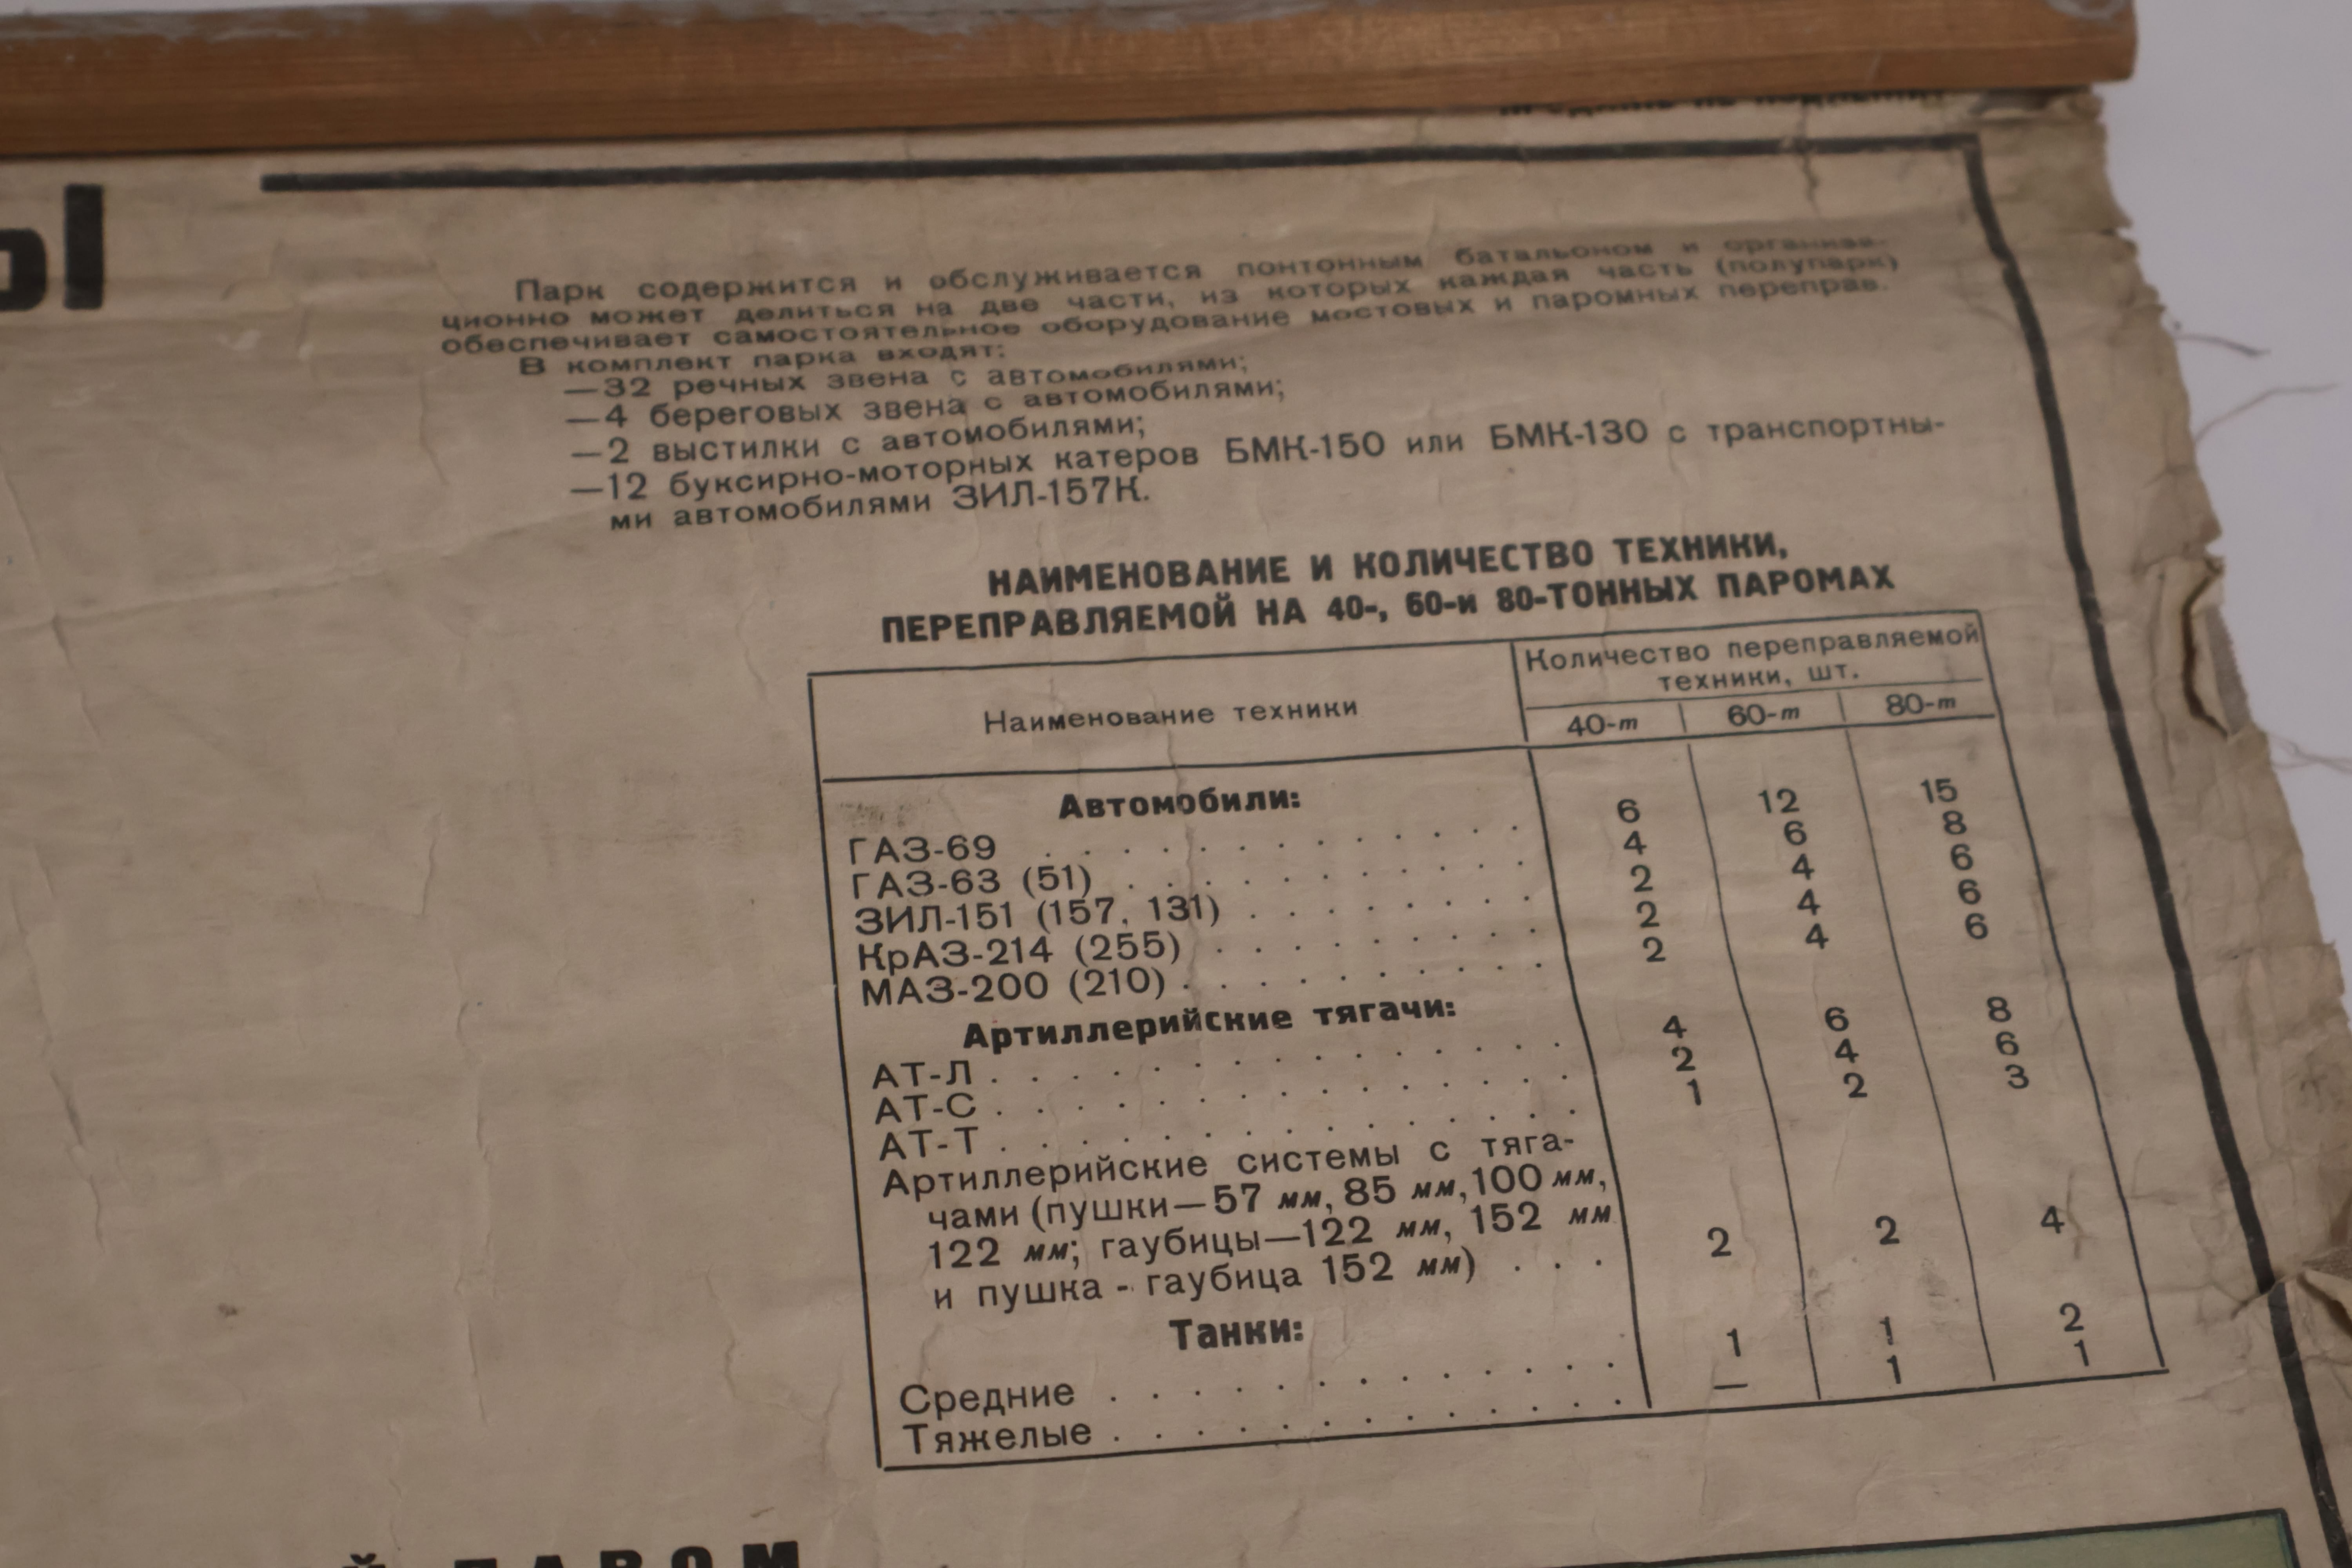 Ы
Парк содержится и обслуживается понтонным батальоном и организа-
ционно может делиться на две части, из которых каждая часть (полупарк)
обеспечивает самостоятельное оборудование мостовых и паромных переправ.
В комплект парка входят:
—32 речных звена с автомобилями;
—4 береговых звена с автомобилями;
—2 выстилки с автомобилями;
—12 буксирно-моторных катеров БМК-150 или БМК-130 с транспортны-
ми автомобилями ЗИЛ-157К.
НАИМЕНОВАНИЕ И КОЛИЧЕСТВО ТЕХНИКИ,
ПЕРЕПРАВЛЯЕМОЙ НА 40-, 60-и 80-ТОННЫХ ПАРОМАХ
Наименование техники
Количество переправляемой
техники, шт.
40-т 60-т 80-т
Автомобили:
ГАЗ-69 . . . . . . . . . . . . 6 12 15
ГАЗ-63 (51) . . . . . . . . . . . 4 6 8
ЗИЛ-151 (157, 131) . . . . . . . . 2 4 6
КрАЗ-214 (255) . . . . . . . . . 2 4 6
МАЗ-200 (210) . . . . . . . . . . 2 4 6
Артиллерийские тягачи:
АТ-Л . . . . . . . . . . . . . . . 4 6 8
АТ-С . . . . . . . . . . . . . . . 2 4 6
АТ-Т . . . . . . . . . . . . . . . 1 2 3
Артиллерийские системы с тяга-
чами (пушки—57 мм, 85 мм, 100 мм,
122 мм; гаубицы—122 мм, 152 мм
и пушка - гаубица 152 мм) . . . 2 2 4
Танки:
Средние . . . . . . . . . . . . 1 1 2
Тяжелые . . . . . . . . . . . . . — 1 1
Й ПАРОМ